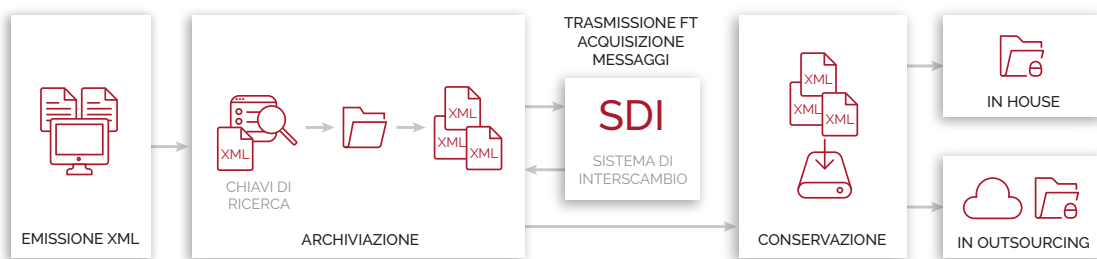 EMISSIONE XML
XML
CHIAVI DI
RICERCA
XML
XML
XML
ARCHIVIAZIONE
TRASMISSIONE FT
ACQUISIZIONE
MESSAGGI
SDI
SISTEMA DI
INTERSCAMBIO
XML
XML
XML
CONSERVAZIONE
IN HOUSE
IN OUTSOURCING